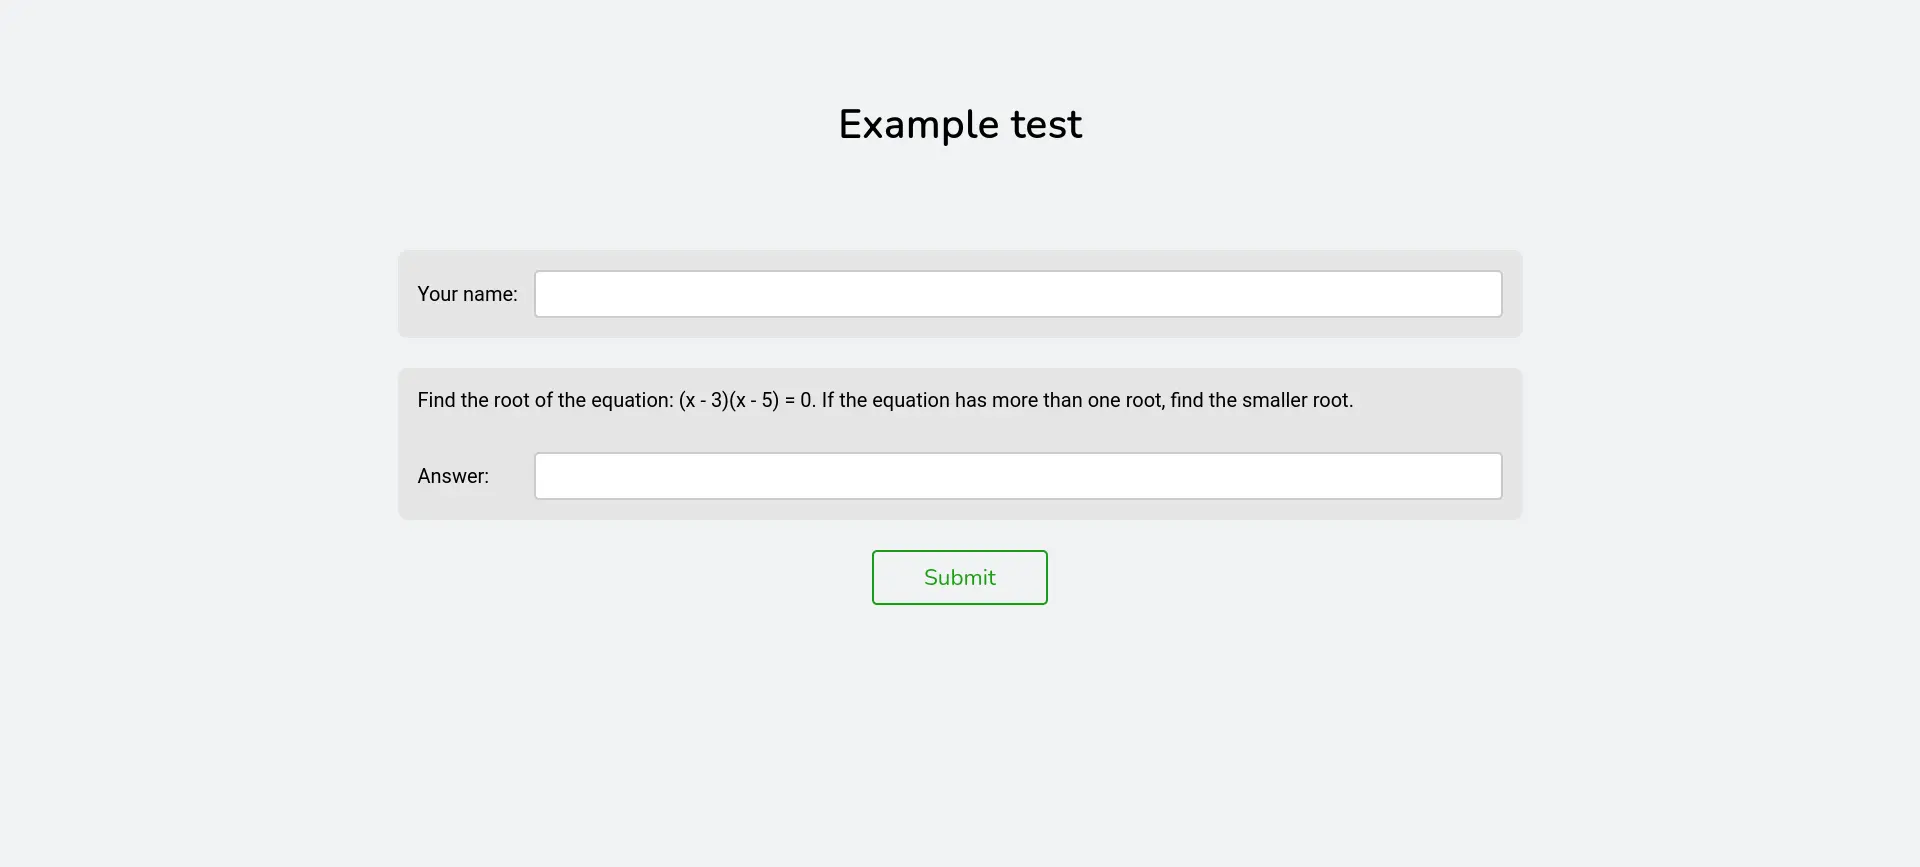 Example test
Your name:
Find the root of the equation: (x - 3)(x - 5) = 0. If the equation has more than one root, find the smaller root.
Answer:
Submit